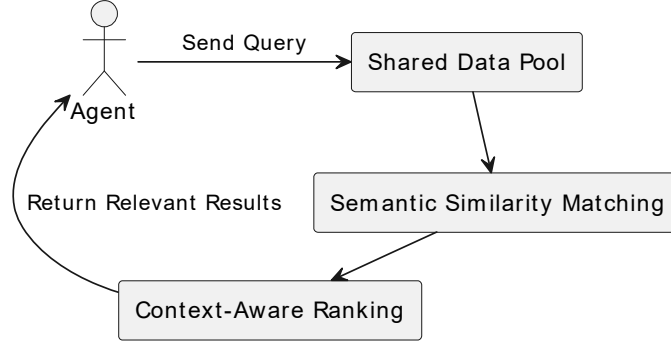 Send Query
Shared Data Pool
Agent
Semantic Similarity Matching
Return Relevant Results
Context-Aware Ranking